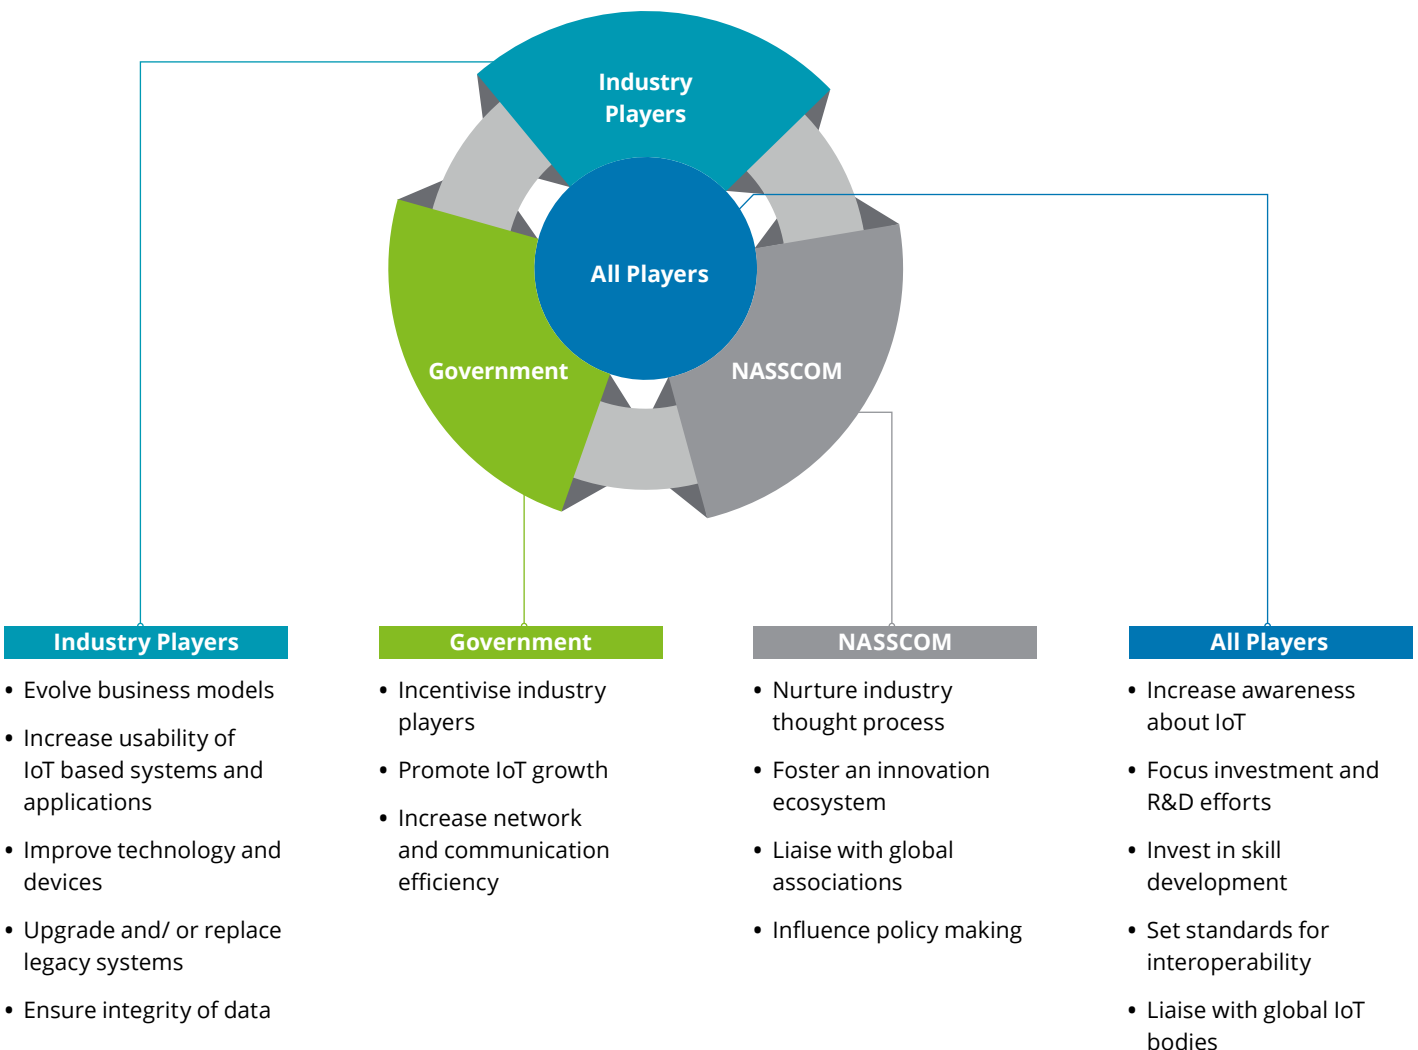 Industry
Players
All Players
Government
NASSCOM
Industry Players
• Evolve business models
• Increase usability of
IoT based systems and
applications
• Improve technology and
devices
• Upgrade and/ or replace
legacy systems
• Ensure integrity of data
Government
• Incentivise industry
players
• Promote IoT growth
• Increase network
and communication
efficiency
NASSCOM
• Nurture industry
thought process
• Foster an innovation
ecosystem
• Liaise with global
associations
• Influence policy making
All Players
• Increase awareness
about IoT
• Focus investment and
R&D efforts
• Invest in skill
development
• Set standards for
interoperability
• Liaise with global IoT
bodies